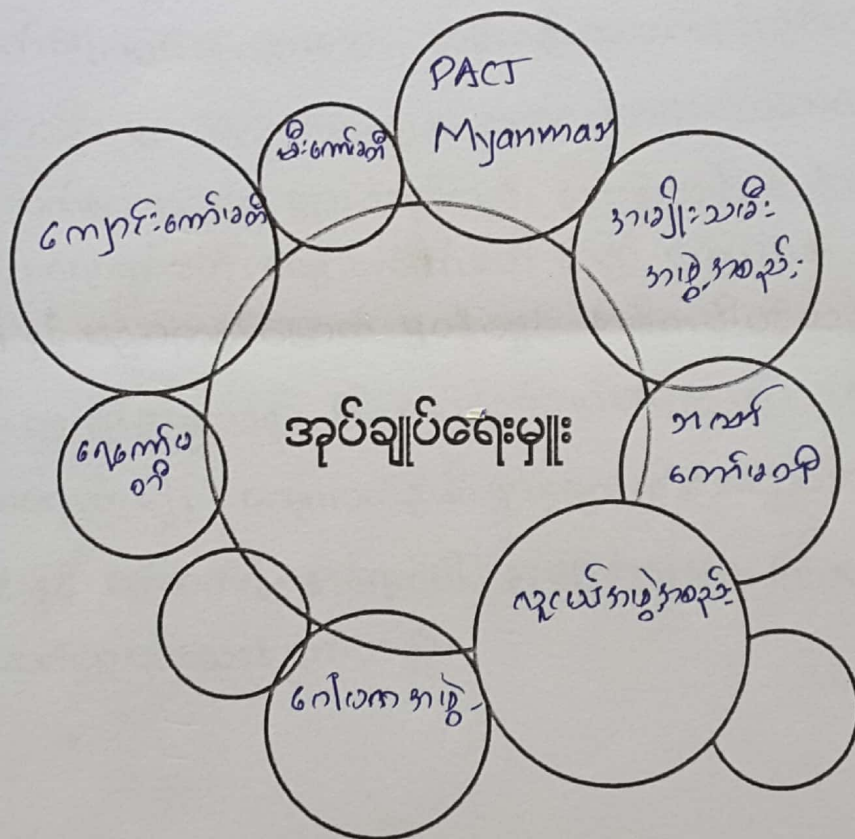 PACT
Myanmar
မီးကော်မတီ
ကျောင်းကော်မတီ
အမျိုးသမီး
အဖွဲ့အစည်း
အုပ်ချုပ်ရေးမှူး
ရေကော်မ
တီ
ဘဏ်
ကော်မတီ
လူငယ်အဖွဲ့အစည်း
ဂေါပကအဖွဲ့